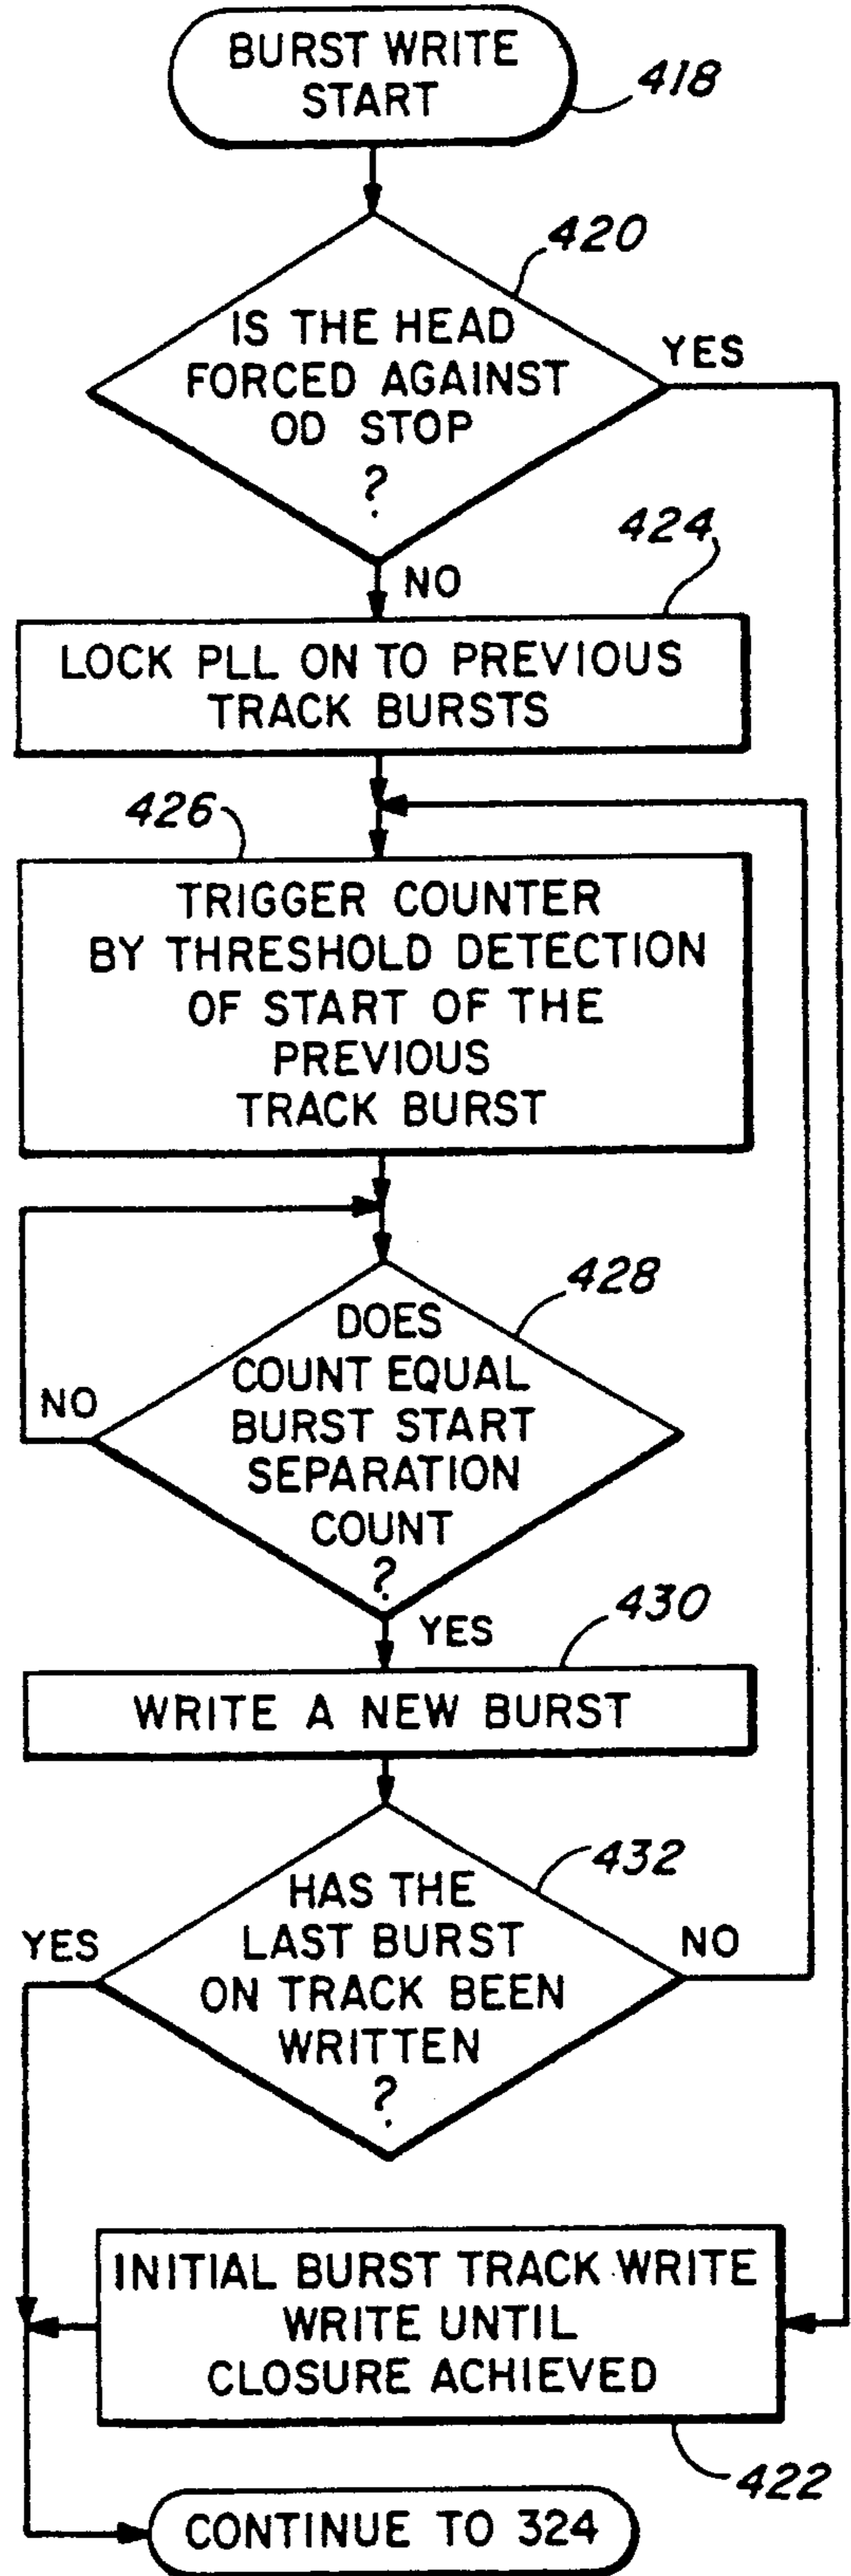 BURST WRITE
START
418
420
IS THE HEAD
FORCED AGAINST
OD STOP
?
YES
NO
424
LOCK PLL ON TO PREVIOUS
TRACK BURSTS
426
TRIGGER COUNTER
BY THRESHOLD DETECTION
OF START OF THE
PREVIOUS
TRACK BURST
428
DOES
COUNT EQUAL
BURST START
SEPARATION
COUNT
?
NO
YES
430
WRITE A NEW BURST
432
HAS THE
LAST BURST
ON TRACK BEEN
WRITTEN
?
YES
NO
INITIAL BURST TRACK WRITE
WRITE UNTIL
CLOSURE ACHIEVED
422
CONTINUE TO 324